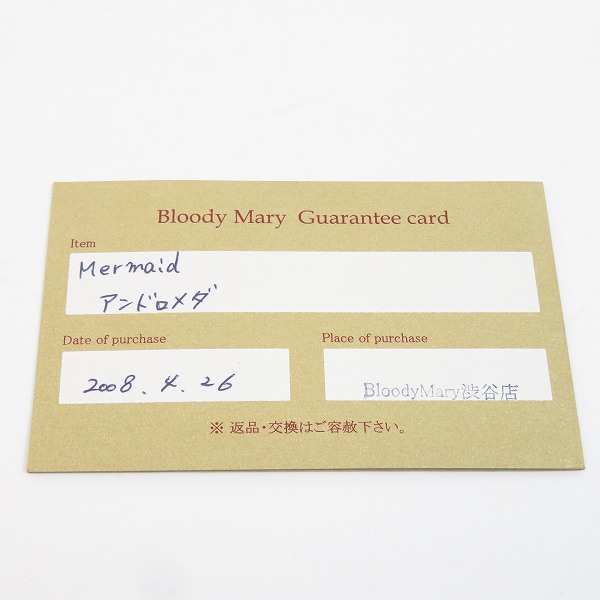 Bloody Mary Guarantee card
Item
Mermaid
アンドロメダ
Date of purchase
Place of purchase
2008.4.26
BloodyMary渋谷店
※ 返品・交換はご容赦下さい。